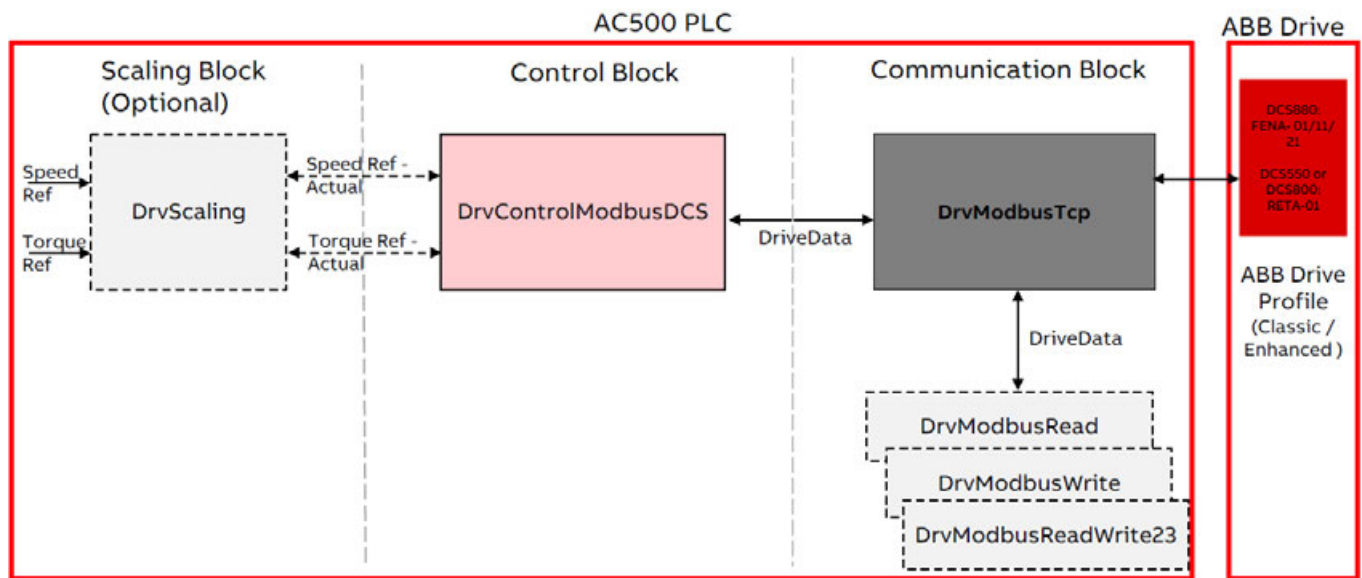 AC500 PLC
ABB Drive
Scaling Block
(Optional)
Control Block
Communication Block
Speed
Ref
Torque
Ref
DrvScaling
Speed Ref -
Actual
Torque Ref -
Actual
DrvControlModbusDCS
DriveData
DrvModbusTcp
DriveData
DrvModbusRead
DrvModbusWrite
DrvModbusReadWrite23
DCS880:
FENA- 01/11/
21
DCS550 or
DCS800:
RETA-01
ABB Drive
Profile
(Classic /
Enhanced )